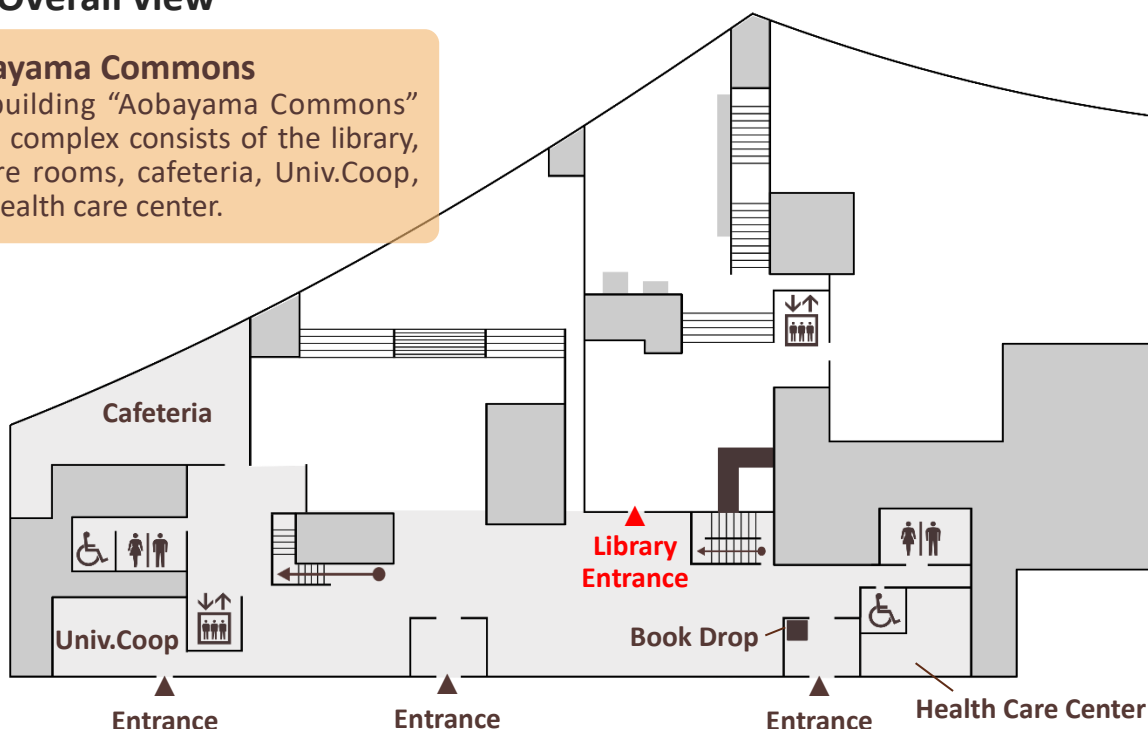 Overall view
ayama Commons
building “Aobayama Commons”
complex consists of the library,
re rooms, cafeteria, Univ.Coop,
ealth care center.
Cafeteria
Library
Entrance
Univ.Coop
Book Drop
Entrance
Entrance
Entrance
Health Care Center